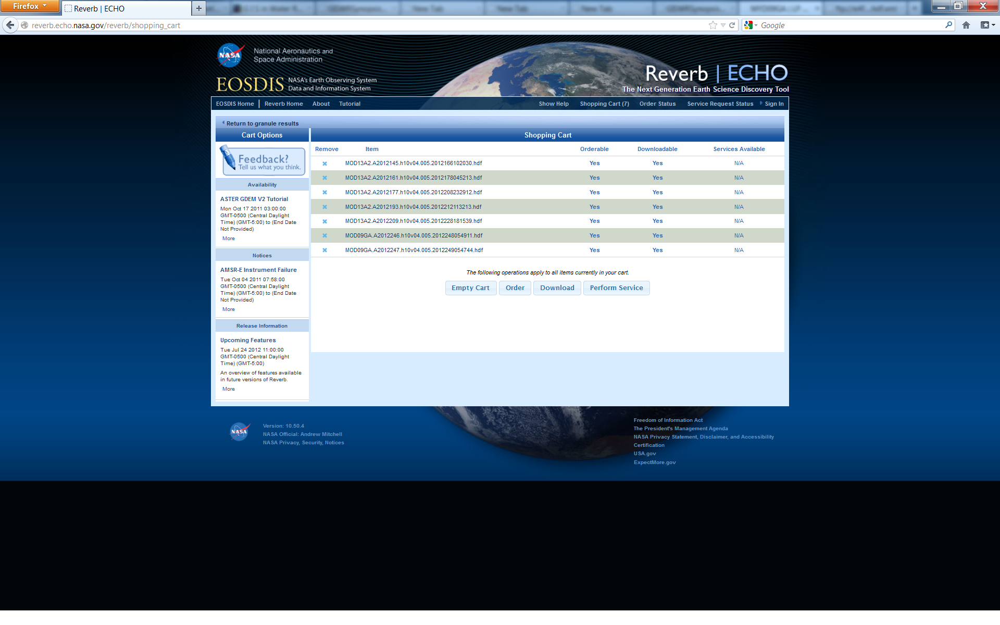 Firefox
Reverb | ECHO
New Tab
New Tab
New Tab
reverb.echo.nasa.gov/reverb/shopping_cart
Google
NASA
National Aeronautics and
Space Administration
EOSDIS
NASA's Earth Observing System
Data and Information System
Reverb | ECHO
The Next Generation Earth Science Discovery Tool
EOSDIS Home | Reverb Home About Tutorial
Show Help Shopping Cart (7) Order Status Service Request Status Sign In
Return to granule results
Cart Options
Feedback?
Tell us what you think.
Availability
ASTER GDEM V2 Tutorial
Mon Oct 17 2011 03:00:00
GMT-0500 (Central Daylight
Time) (GMT-5:00) to (End Date
Not Provided)
More
Notices
AMSR-E Instrument Failure
Tue Oct 04 2011 07:58:00
GMT-0500 (Central Daylight
Time) (GMT-5:00) to (End Date
Not Provided)
More
Release Information
Upcoming Features
Tue Jul 24 2012 11:00:00
GMT-0500 (Central Daylight
Time) (GMT-5:00)
An overview of features available
in future versions of Reverb.
More
Shopping Cart
Remove Item Orderable Downloadable Services Available
MOD13A2.A2012145.h10v04.005.2012166102030.hdf Yes Yes N/A
MOD13A2.A2012161.h10v04.005.2012178045213.hdf Yes Yes N/A
MOD13A2.A2012177.h10v04.005.2012208232912.hdf Yes Yes N/A
MOD13A2.A2012193.h10v04.005.2012212113213.hdf Yes Yes N/A
MOD13A2.A2012209.h10v04.005.2012228181539.hdf Yes Yes N/A
MOD09GA.A2012246.h10v04.005.2012248054911.hdf Yes Yes N/A
MOD09GA.A2012247.h10v04.005.2012249054744.hdf Yes Yes N/A
The following operations apply to all items currently in your cart.
Empty Cart Order Download Perform Service
NASA
Version: 10.50.4
NASA Official: Andrew Mitchell
NASA Privacy, Security, Notices
Freedom of Information Act
The President's Management Agenda
NASA Privacy Statement, Disclaimer, and Accessibility
Certification
USA.gov
ExpectMore.gov